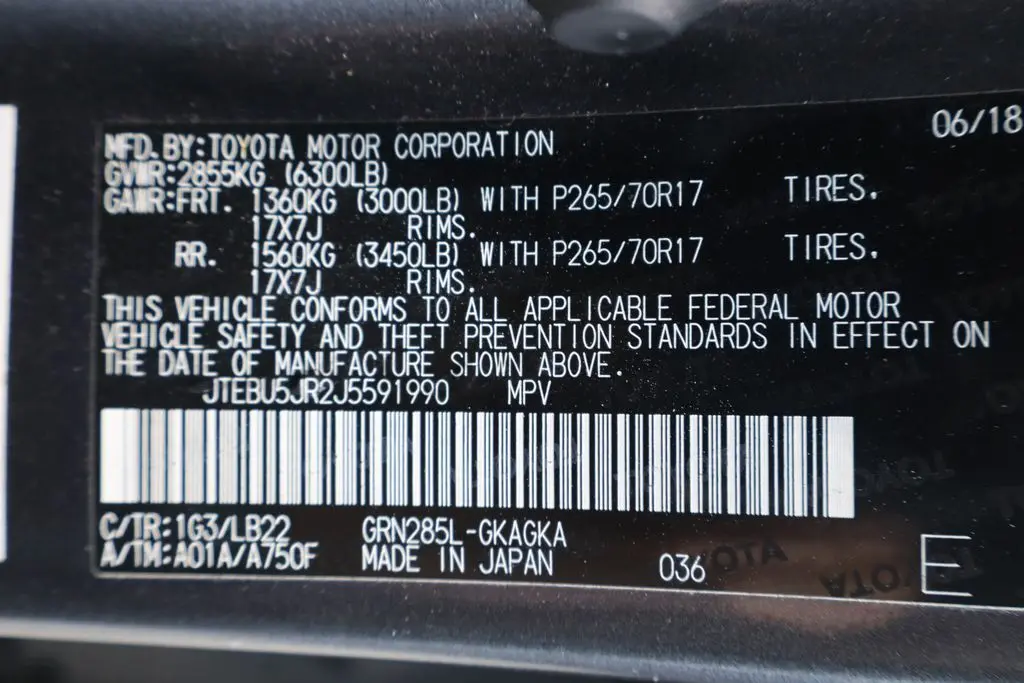 06/18
MFD.BY:TOYOTA MOTOR CORPORATION
GVWR:2855KG (6300LB)
GAWR:FRT. 1360KG (3000LB) WITH P265/70R17 TIRES.
17X7J RIMS.
RR. 1560KG (3450LB) WITH P265/70R17 TIRES.
17X7J RIMS.
THIS VEHICLE CONFORMS TO ALL APPLICABLE FEDERAL MOTOR
VEHICLE SAFETY AND THEFT PREVENTION STANDARDS IN EFFECT ON
THE DATE OF MANUFACTURE SHOWN ABOVE.
JTEBU5JR2J5591990 MPV
C/TR:1G3/LB22 GRN285L-GKAGKA
A/TM:A01A/A750F MADE IN JAPAN 036
E
TOYOTA
TOYOTA